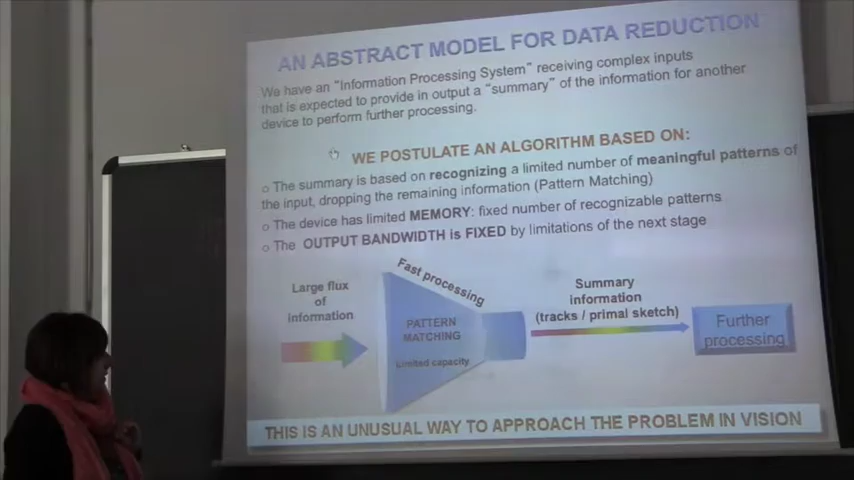 AN ABSTRACT MODEL FOR DATA REDUCTION
We have an "Information Processing System" receiving complex inputs
that is expected to provide in output a "summary" of the information for another
device to perform further processing.
WE POSTULATE AN ALGORITHM BASED ON:
○ The summary is based on recognizing a limited number of meaningful patterns of
the input, dropping the remaining information (Pattern Matching)
○ The device has limited MEMORY: fixed number of recognizable patterns
○ The OUTPUT BANDWIDTH is FIXED by limitations of the next stage
Large flux
of
information
Fast processing
PATTERN
MATCHING
Limited capacity
Summary
information
(tracks / primal sketch)
Further
processing
THIS IS AN UNUSUAL WAY TO APPROACH THE PROBLEM IN VISION